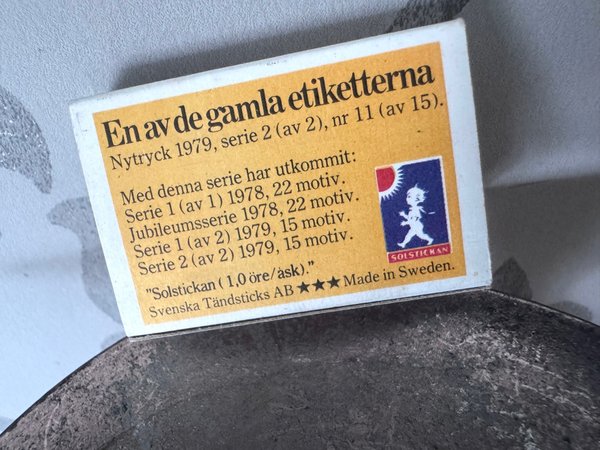 En av de gamla etiketterna
Nytryck 1979, serie 2 (av 2), nr 11 (av 15).
Med denna serie har utkommit:
Serie 1 (av 1) 1978, 22 motiv.
Jubileumsserie 1978, 22 motiv.
Serie 1 (av 2) 1979, 15 motiv.
Serie 2 (av 2) 1979, 15 motiv.
"Solstickan (1,0 öre/ask)."
Svenska Tändsticks AB ★★★ Made in Sweden.
SOLSTICKAN